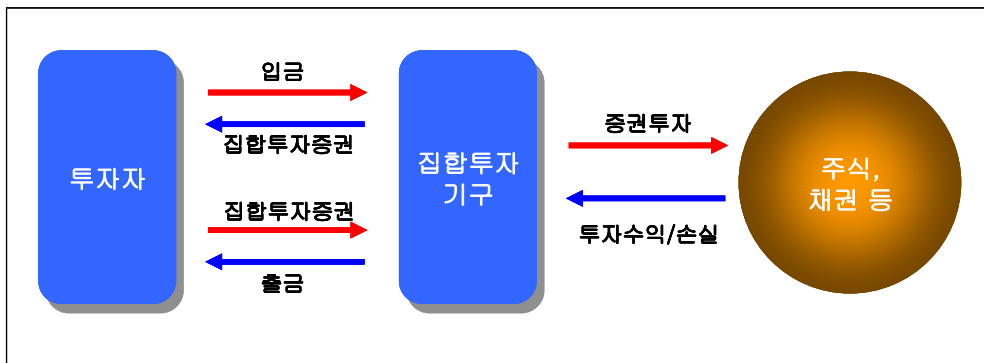 입금
집합투자증권
투자자
집합투자증권
출금
집합투자
기구
증권투자
투자수익/손실
주식,
채권 등